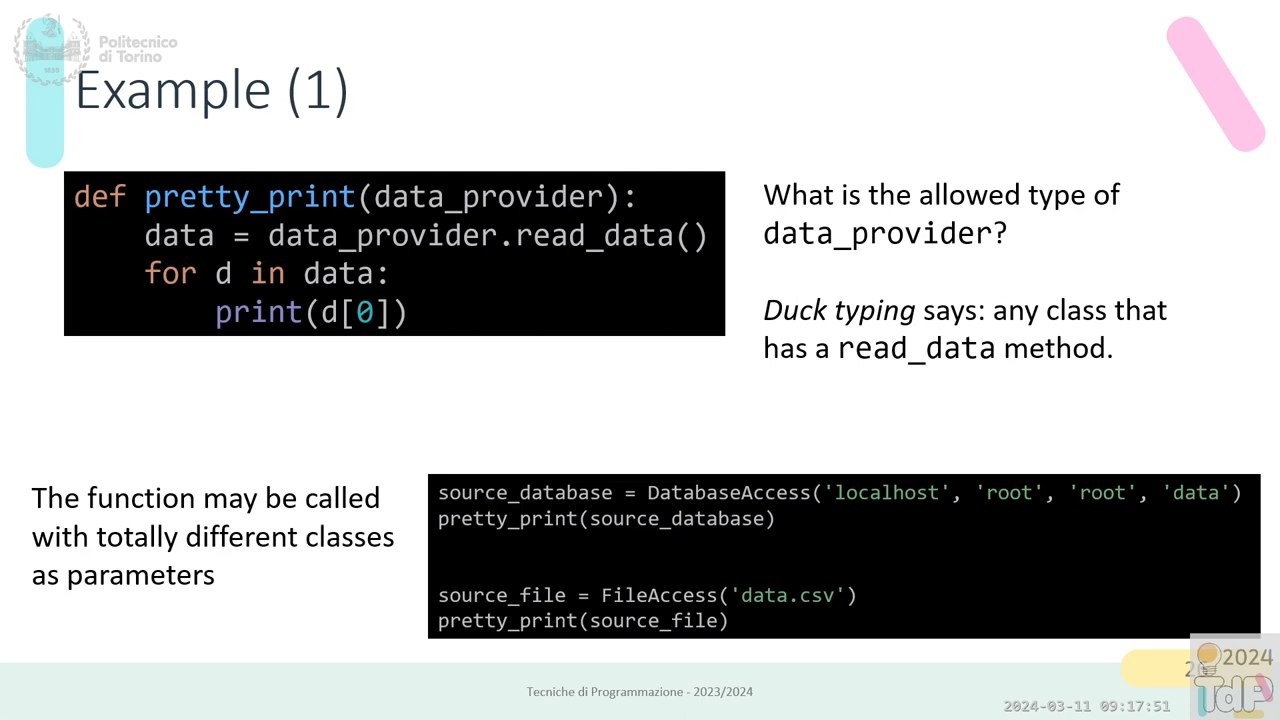 Politecnico
di Torino
1859
Example (1)
def pretty_print(data_provider):
    data = data_provider.read_data()
    for d in data:
        print(d[0])
What is the allowed type of
data_provider?
Duck typing says: any class that
has a read_data method.
The function may be called
with totally different classes
as parameters
source_database = DatabaseAccess('localhost', 'root', 'root', 'data')
pretty_print(source_database)
source_file = FileAccess('data.csv')
pretty_print(source_file)
Tecniche di Programmazione - 2023/2024
2024
TdP
2024-03-11 09:17:51